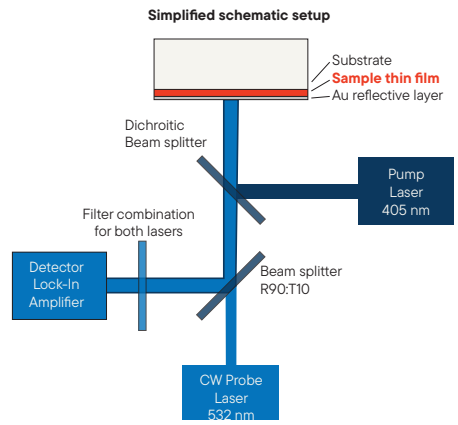 Simplified schematic setup
Substrate
Sample thin film
Au reflective layer
Dichroitic
Beam splitter
Pump
Laser
405 nm
Filter combination
for both lasers
Detector
Lock-In
Amplifier
Beam splitter
R90:T10
CW Probe
Laser
532 nm